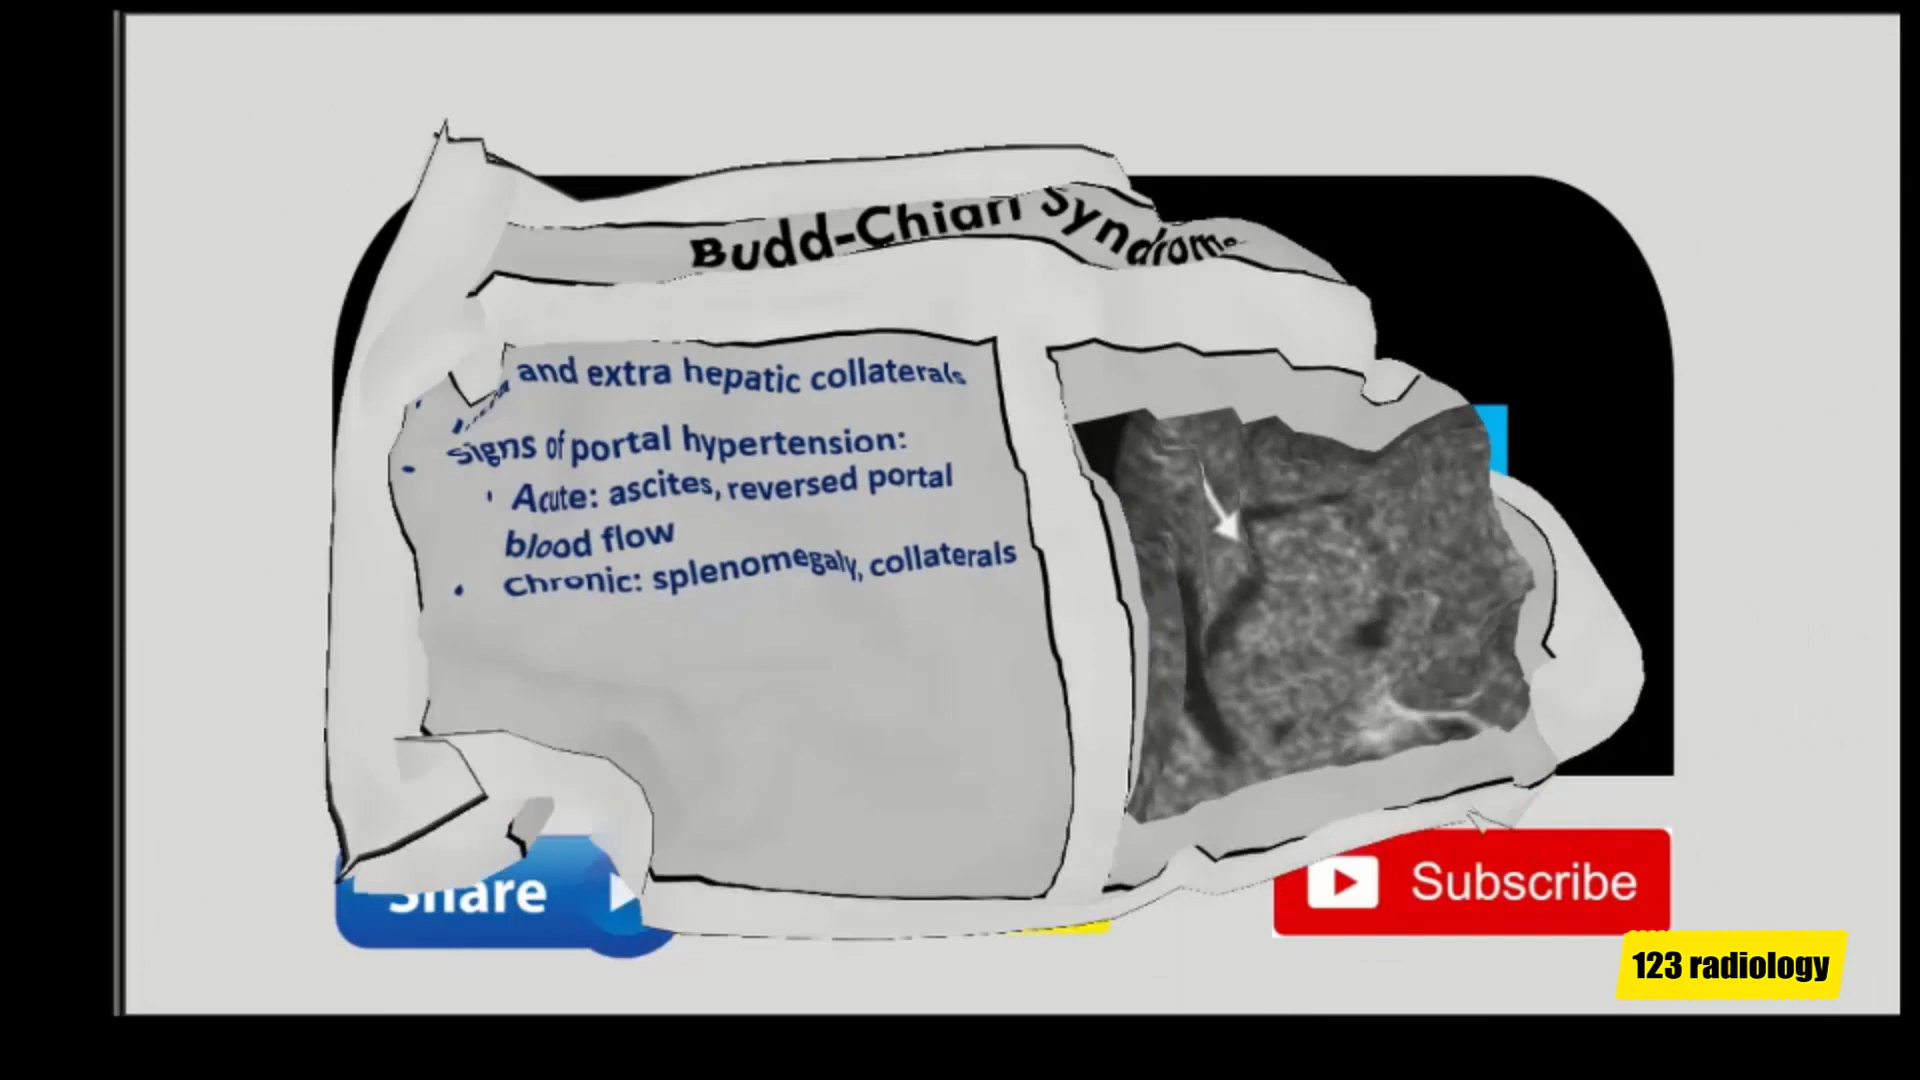 Budd-Chiari Syndrome
and extra hepatic collaterals
Signs of portal hypertension:
Acute: ascites, reversed portal
blood flow
Chronic: splenomegaly, collaterals
Share
Subscribe
123 radiology